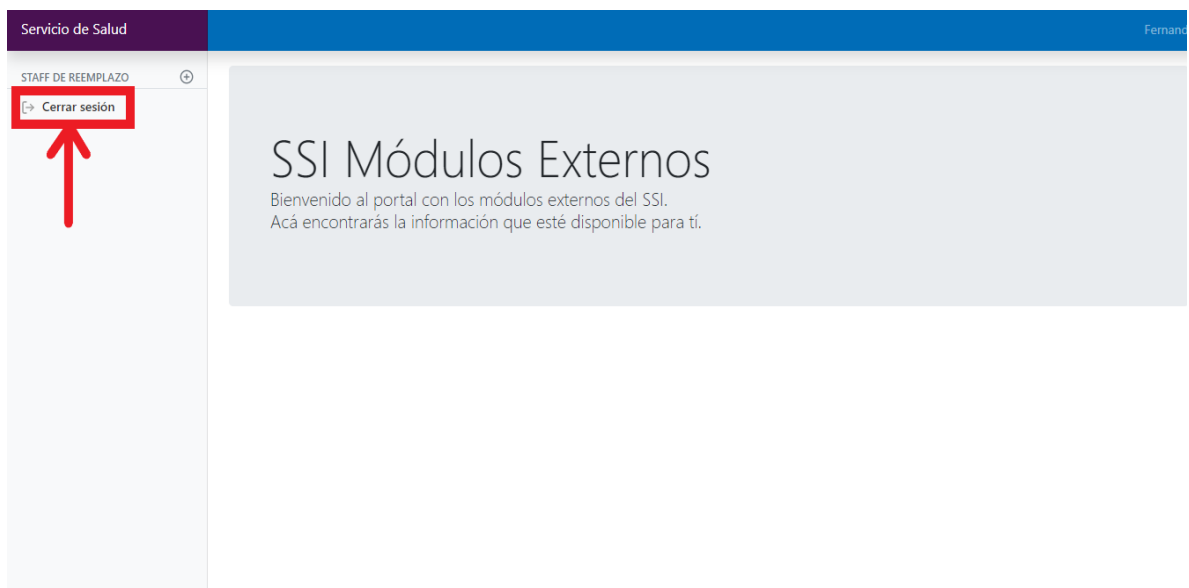 Servicio de Salud
Fernand
STAFF DE REEMPLAZO
Cerrar sesión
SSI Módulos Externos
Bienvenido al portal con los módulos externos del SSI.
Acá encontrarás la información que esté disponible para tí.